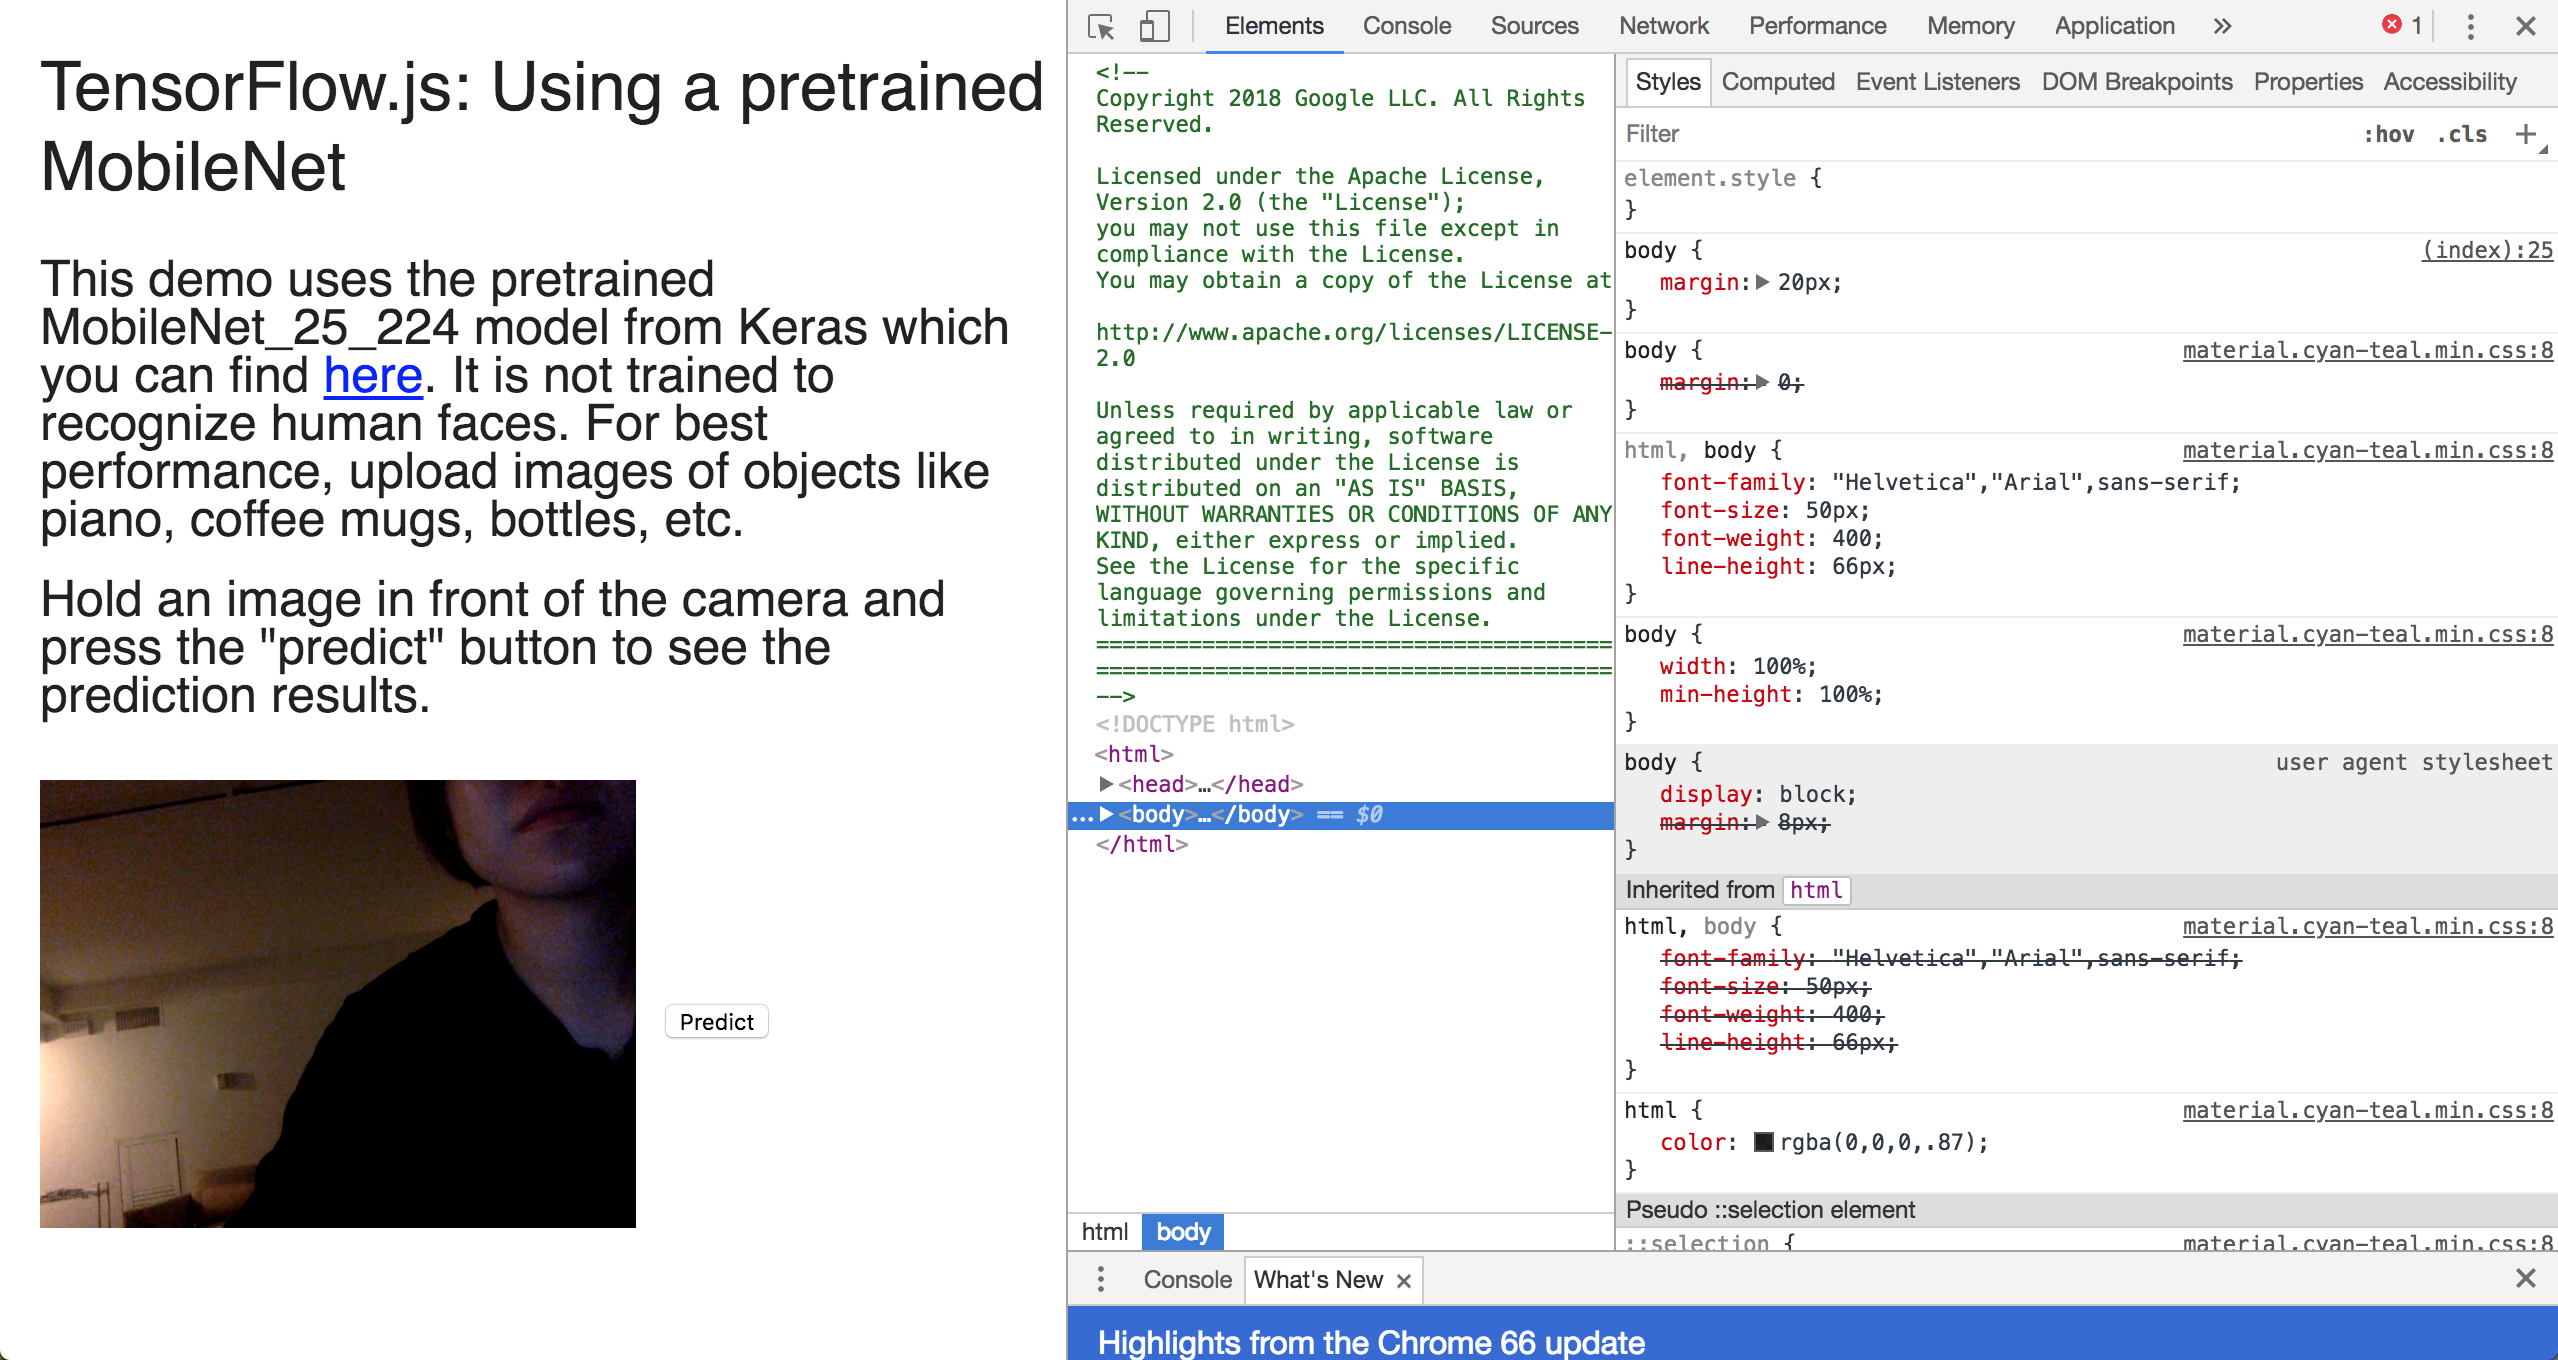 TensorFlow.js: Using a pretrained
MobileNet
This demo uses the pretrained
MobileNet_25_224 model from Keras which
you can find here. It is not trained to
recognize human faces. For best
performance, upload images of objects like
piano, coffee mugs, bottles, etc.
Hold an image in front of the camera and
press the "predict" button to see the
prediction results.
Predict
Elements Console Sources Network Performance Memory Application » 1
<!--
Copyright 2018 Google LLC. All Rights
Reserved.
Licensed under the Apache License,
Version 2.0 (the "License");
you may not use this file except in
compliance with the License.
You may obtain a copy of the License at
http://www.apache.org/licenses/LICENSE-
2.0
Unless required by applicable law or
agreed to in writing, software
distributed under the License is
distributed on an "AS IS" BASIS,
WITHOUT WARRANTIES OR CONDITIONS OF ANY
KIND, either express or implied.
See the License for the specific
language governing permissions and
limitations under the License.
=======================================
=======================================
-->
<!DOCTYPE html>
<html>
<head>…</head>
…<body>…</body> == $0
</html>
html body
Styles Computed Event Listeners DOM Breakpoints Properties Accessibility
Filter :hov .cls +
element.style {
}
body { (index):25
margin: 20px;
}
body { material.cyan-teal.min.css:8
margin: 0;
}
html, body { material.cyan-teal.min.css:8
font-family: "Helvetica","Arial",sans-serif;
font-size: 50px;
font-weight: 400;
line-height: 66px;
}
body { material.cyan-teal.min.css:8
width: 100%;
min-height: 100%;
}
body { user agent stylesheet
display: block;
margin: 8px;
}
Inherited from html
html, body { material.cyan-teal.min.css:8
font-family: "Helvetica","Arial",sans-serif;
font-size: 50px;
font-weight: 400;
line-height: 66px;
}
html { material.cyan-teal.min.css:8
color: rgba(0,0,0,.87);
}
Pseudo ::selection element
::selection { material.cyan-teal.min.css:8
Console What's New ×
Highlights from the Chrome 66 update